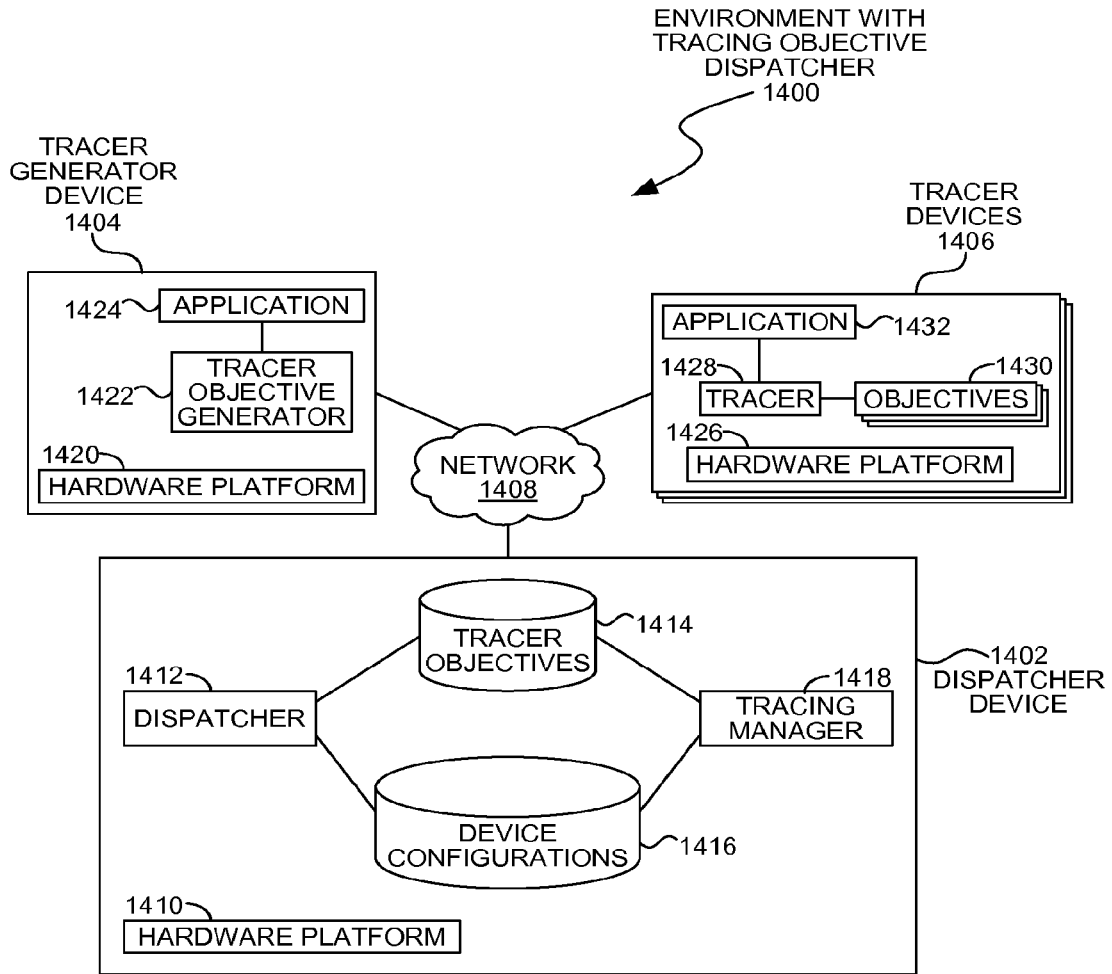 ENVIRONMENT WITH
TRACING OBJECTIVE
DISPATCHER
1400
TRACER
GENERATOR
DEVICE
1404
TRACER
DEVICES
1406
1424
APPLICATION
1422
TRACER
OBJECTIVE
GENERATOR
1420
HARDWARE PLATFORM
APPLICATION
1432
1428
TRACER
1430
OBJECTIVES
1426
HARDWARE PLATFORM
NETWORK
1408
TRACER
OBJECTIVES
1414
1412
DISPATCHER
1418
TRACING
MANAGER
1402
DISPATCHER
DEVICE
DEVICE
CONFIGURATIONS
1416
1410
HARDWARE PLATFORM